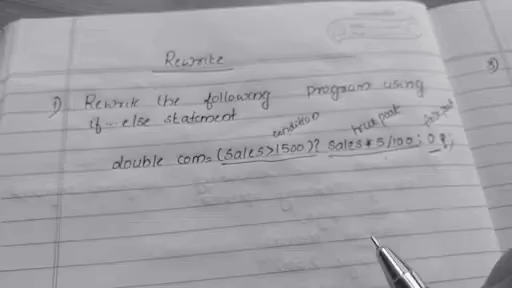 Rewrite
1) Rewrite the following program using
if-else statement
condition true part
double com=(sales>1500)? sales*5/100: 0;